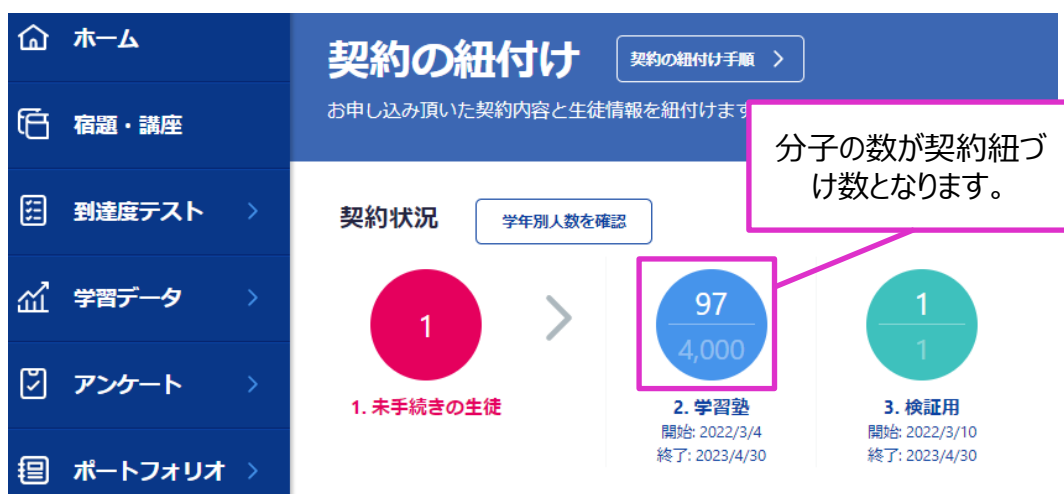 ホーム
宿題・講座
到達度テスト
学習データ
アンケート
ポートフォリオ
契約の紐付け
契約の紐付け手順
お申し込み頂いた契約内容と生徒情報を紐付けます
分子の数が契約紐づ
け数となります。
契約状況
学年別人数を確認
1
1. 未手続きの生徒
97
4,000
2. 学習塾
開始: 2022/3/4
終了: 2023/4/30
1
1
3. 検証用
開始: 2022/3/10
終了: 2023/4/30